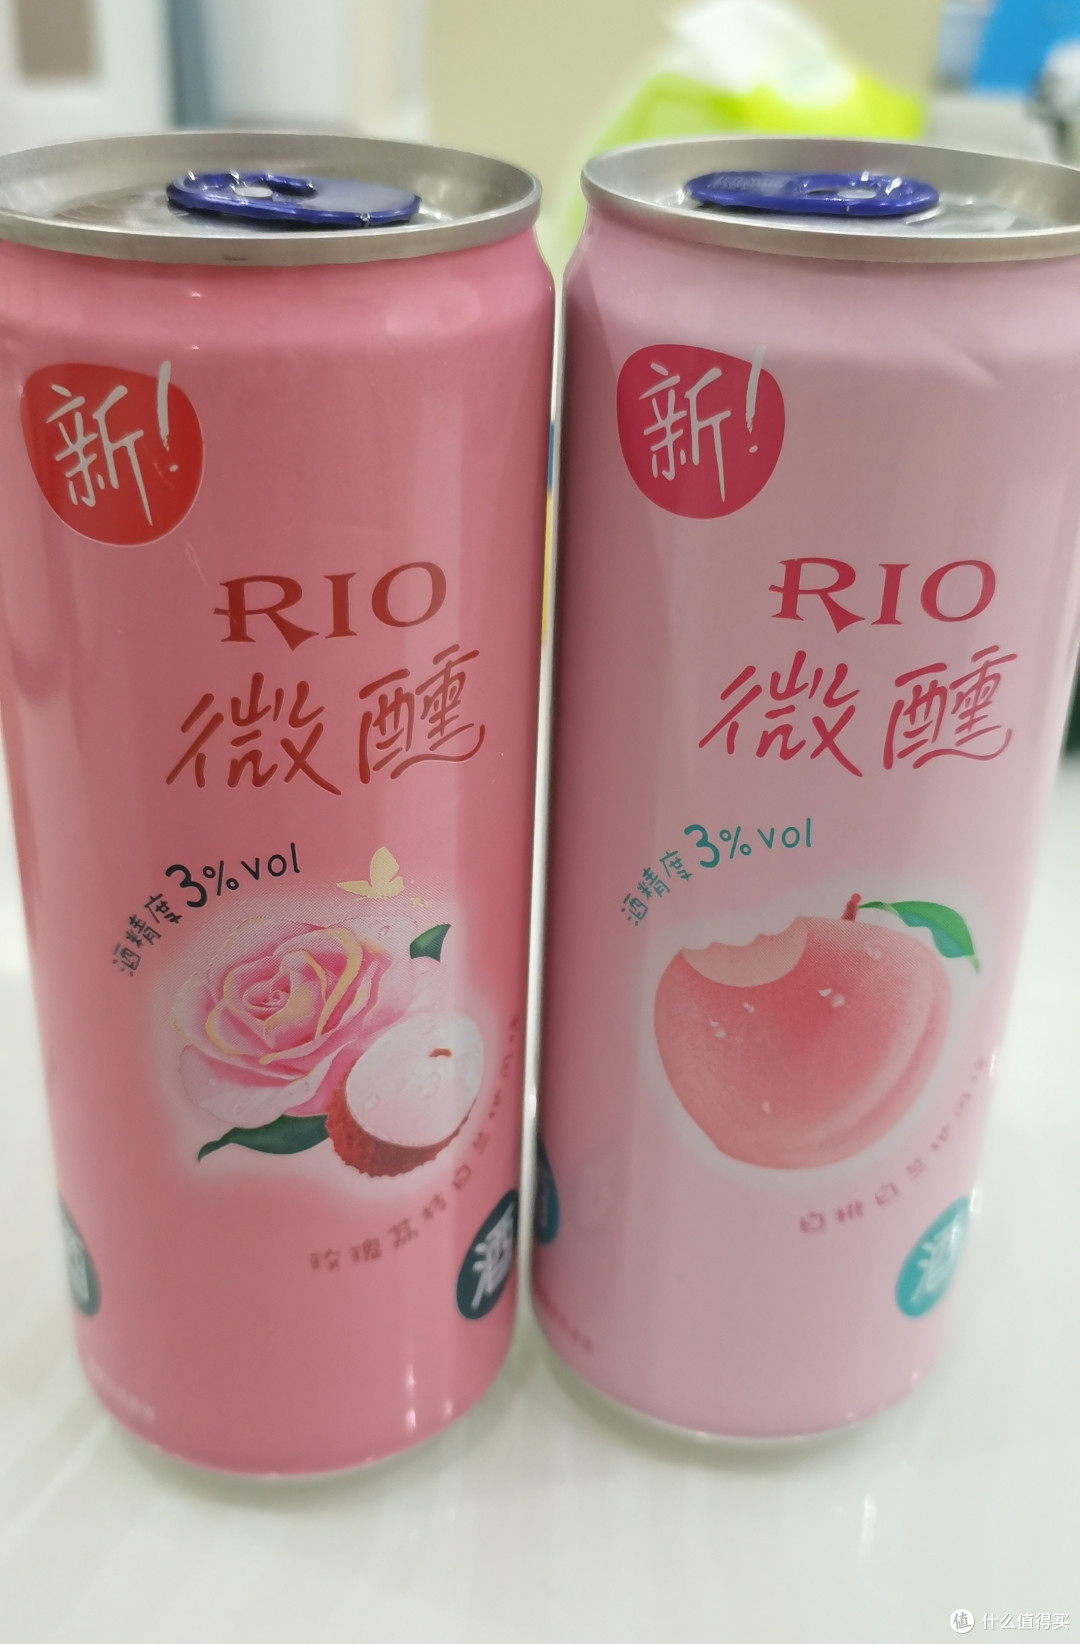 新!
RIO
微醺
酒精度3%vol
玫瑰荔枝白兰地风味
酒
新!
RIO
微醺
酒精度3%vol
白桃白兰地风味
酒
值 什么值得买